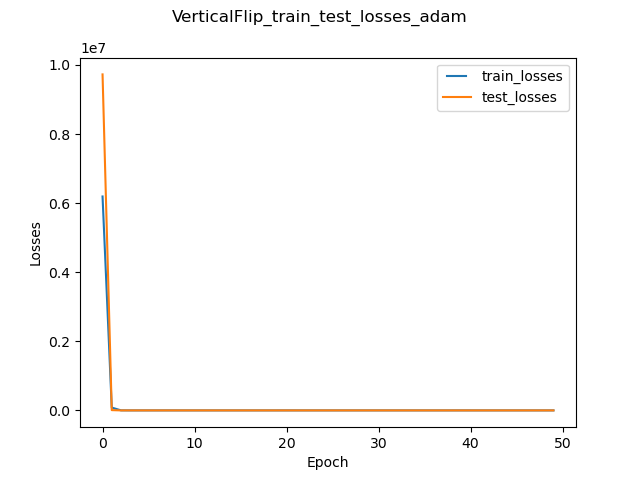 VerticalFlip_train_test_losses_adam
1e7
1.0
0.8
0.6
0.4
0.2
0.0
Losses
train_losses
test_losses
0 10 20 30 40 50
Epoch